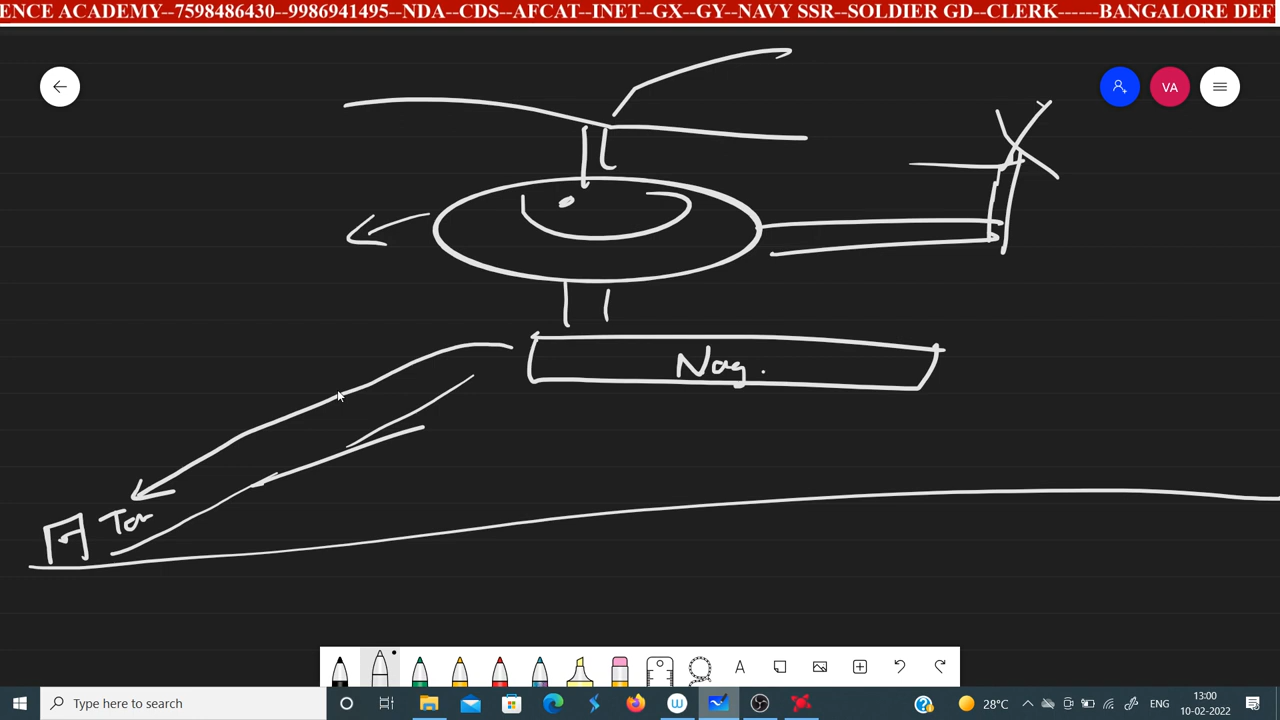 ENCE ACADEMY--7598486430--9986941495--NDA--CDS--AFCAT--INET--GX--GY--NAVY SSR--SOLDIER GD--CLERK------BANGALORE DEF
VA
Nag.
Tar
A
Type here to search
28°C
ENG
13:00
10-02-2022